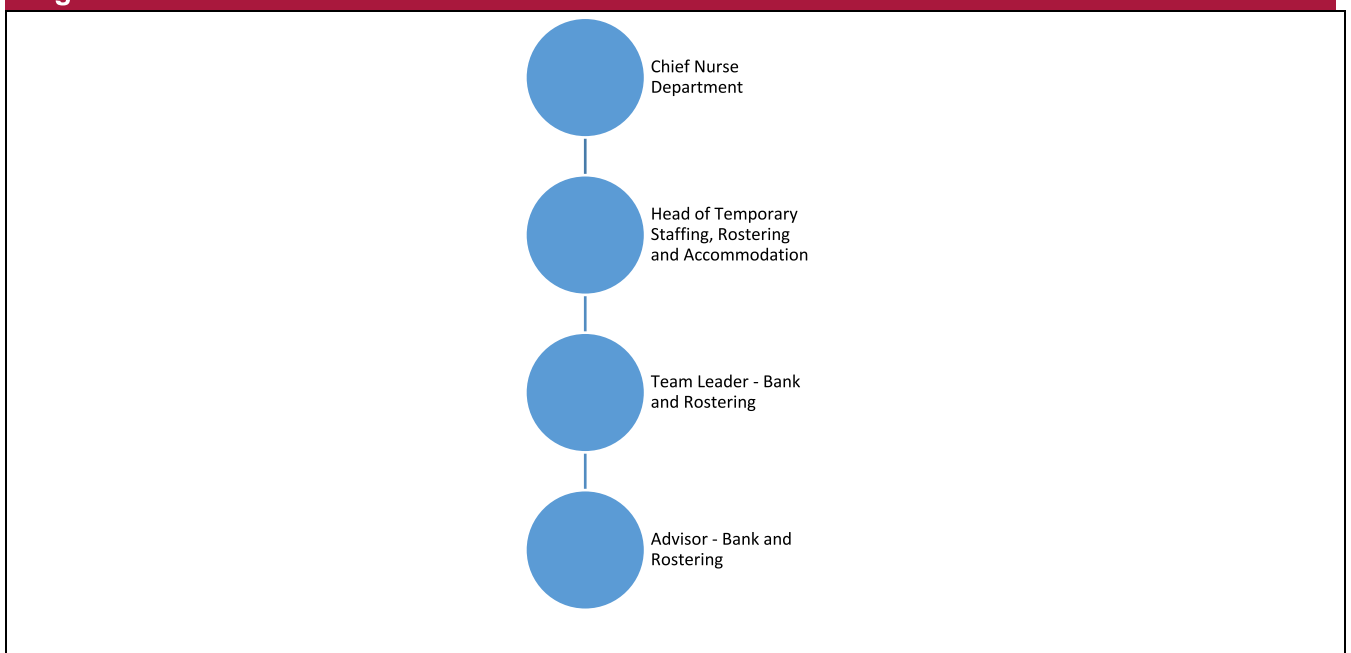 Chief Nurse
Department
Head of Temporary
Staffing, Rostering
and Accommodation
Team Leader - Bank
and Rostering
Advisor - Bank and
Rostering